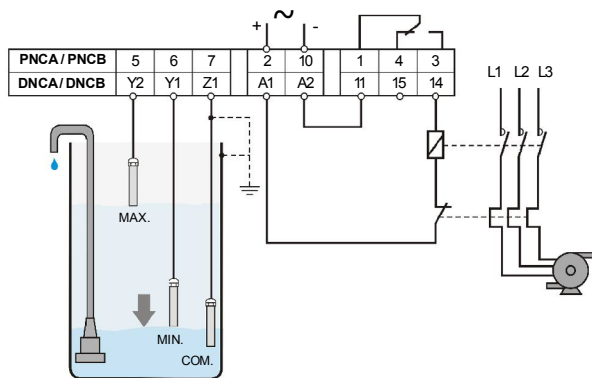 + ~ -
PNCA / PNCB 5 6 7 2 10 1 4 3
DNCA / DNCB Y2 Y1 Z1 A1 A2 11 15 14
L1 L2 L3
MAX.
MIN.
COM.